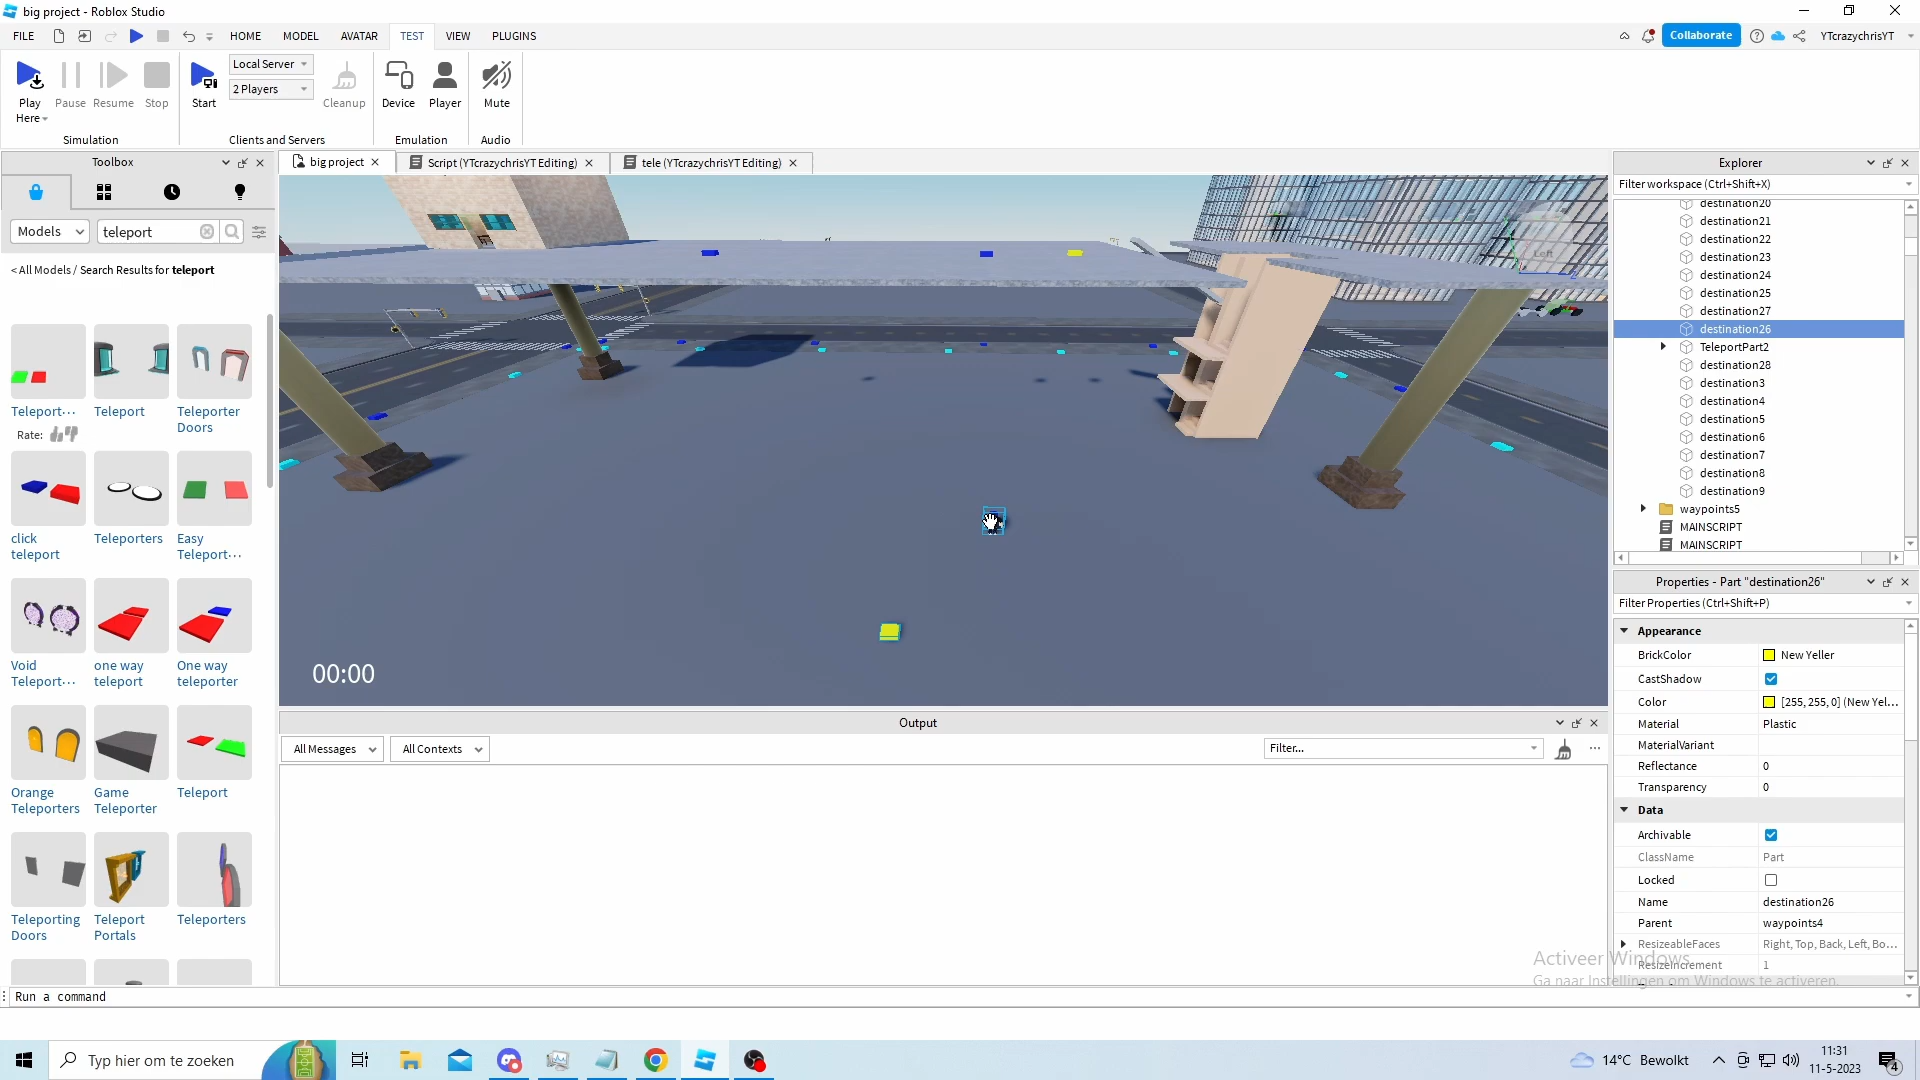 big project - Roblox Studio
FILE
HOME
MODEL
AVATAR
TEST
VIEW
PLUGINS
Collaborate
YTcrazychrisYT
Play
Here
Pause
Resume
Stop
Simulation
Start
Local Server
2 Players
Cleanup
Clients and Servers
Device
Player
Emulation
Mute
Audio
Toolbox
Models
teleport
< All Models / Search Results for teleport
Teleport...
Teleport
Teleporter
Doors
Rate:
click
teleport
Teleporters
Easy
Teleport...
Void
Teleport...
one way
teleport
One way
teleporter
Orange
Teleporters
Game
Teleporter
Teleport
Teleporting
Doors
Teleport
Portals
Teleporters
big project
Script (YTcrazychrisYT Editing)
tele (YTcrazychrisYT Editing)
Left
Z
00:00
Output
All Messages
All Contexts
Filter...
Explorer
Filter workspace (Ctrl+Shift+X)
destination20
destination21
destination22
destination23
destination24
destination25
destination27
destination26
TeleportPart2
destination28
destination3
destination4
destination5
destination6
destination7
destination8
destination9
waypoints5
MAINSCRIPT
MAINSCRIPT
Properties - Part "destination26"
Filter Properties (Ctrl+Shift+P)
Appearance
BrickColor New Yeller
CastShadow
Color [255, 255, 0] (New Yel...
Material Plastic
MaterialVariant
Reflectance 0
Transparency 0
Data
Archivable
ClassName Part
Locked
Name destination26
Parent waypoints4
ResizeableFaces Right, Top, Back, Left, Bo...
ResizeIncrement 1
Activeer Windows
Ga naar Instellingen om Windows te activeren.
Run a command
Typ hier om te zoeken
14°C Bewolkt
11:31
11-5-2023
4